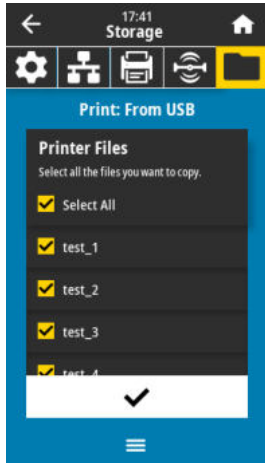 17:41
Storage
Print: From USB
Printer Files
Select all the files you want to copy.
Select All
test_1
test_2
test_3
test_4